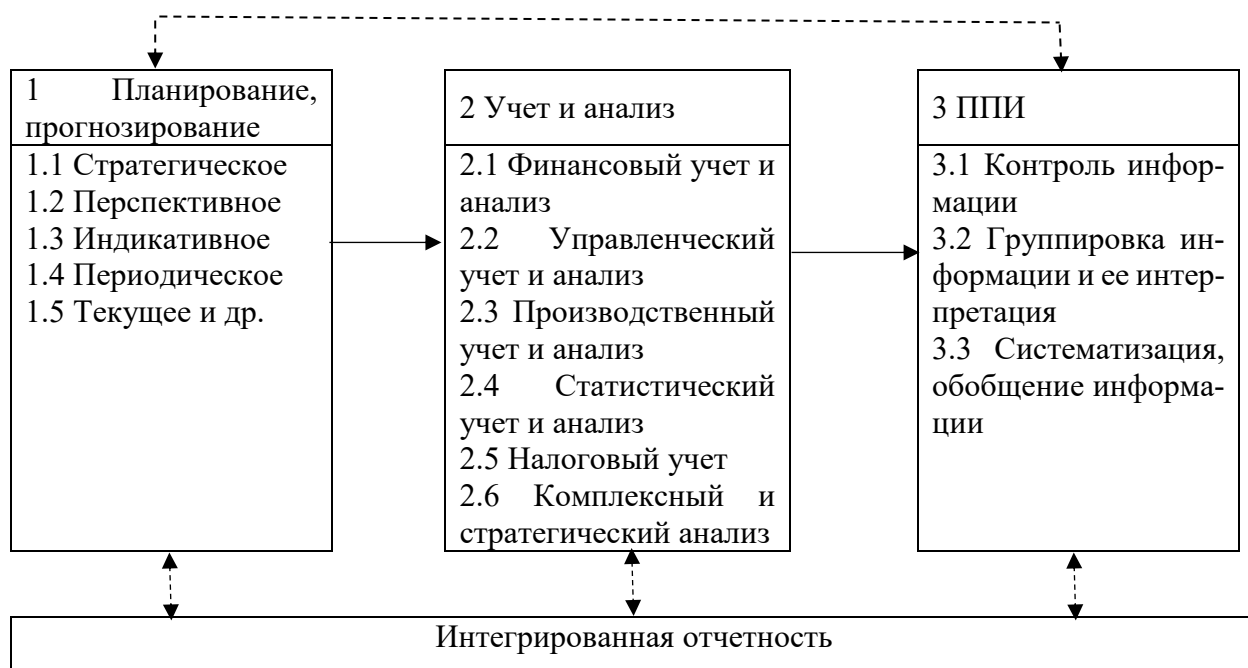 1 Планирование,
прогнозирование
1.1 Стратегическое
1.2 Перспективное
1.3 Индикативное
1.4 Периодическое
1.5 Текущее и др.
2 Учет и анализ
2.1 Финансовый учет и
анализ
2.2 Управленческий
учет и анализ
2.3 Производственный
учет и анализ
2.4 Статистический
учет и анализ
2.5 Налоговый учет
2.6 Комплексный и
стратегический анализ
3 ППИ
3.1 Контроль инфор-
мации
3.2 Группировка ин-
формации и ее интер-
претация
3.3 Систематизация,
обобщение информа-
ции
Интегрированная отчетность